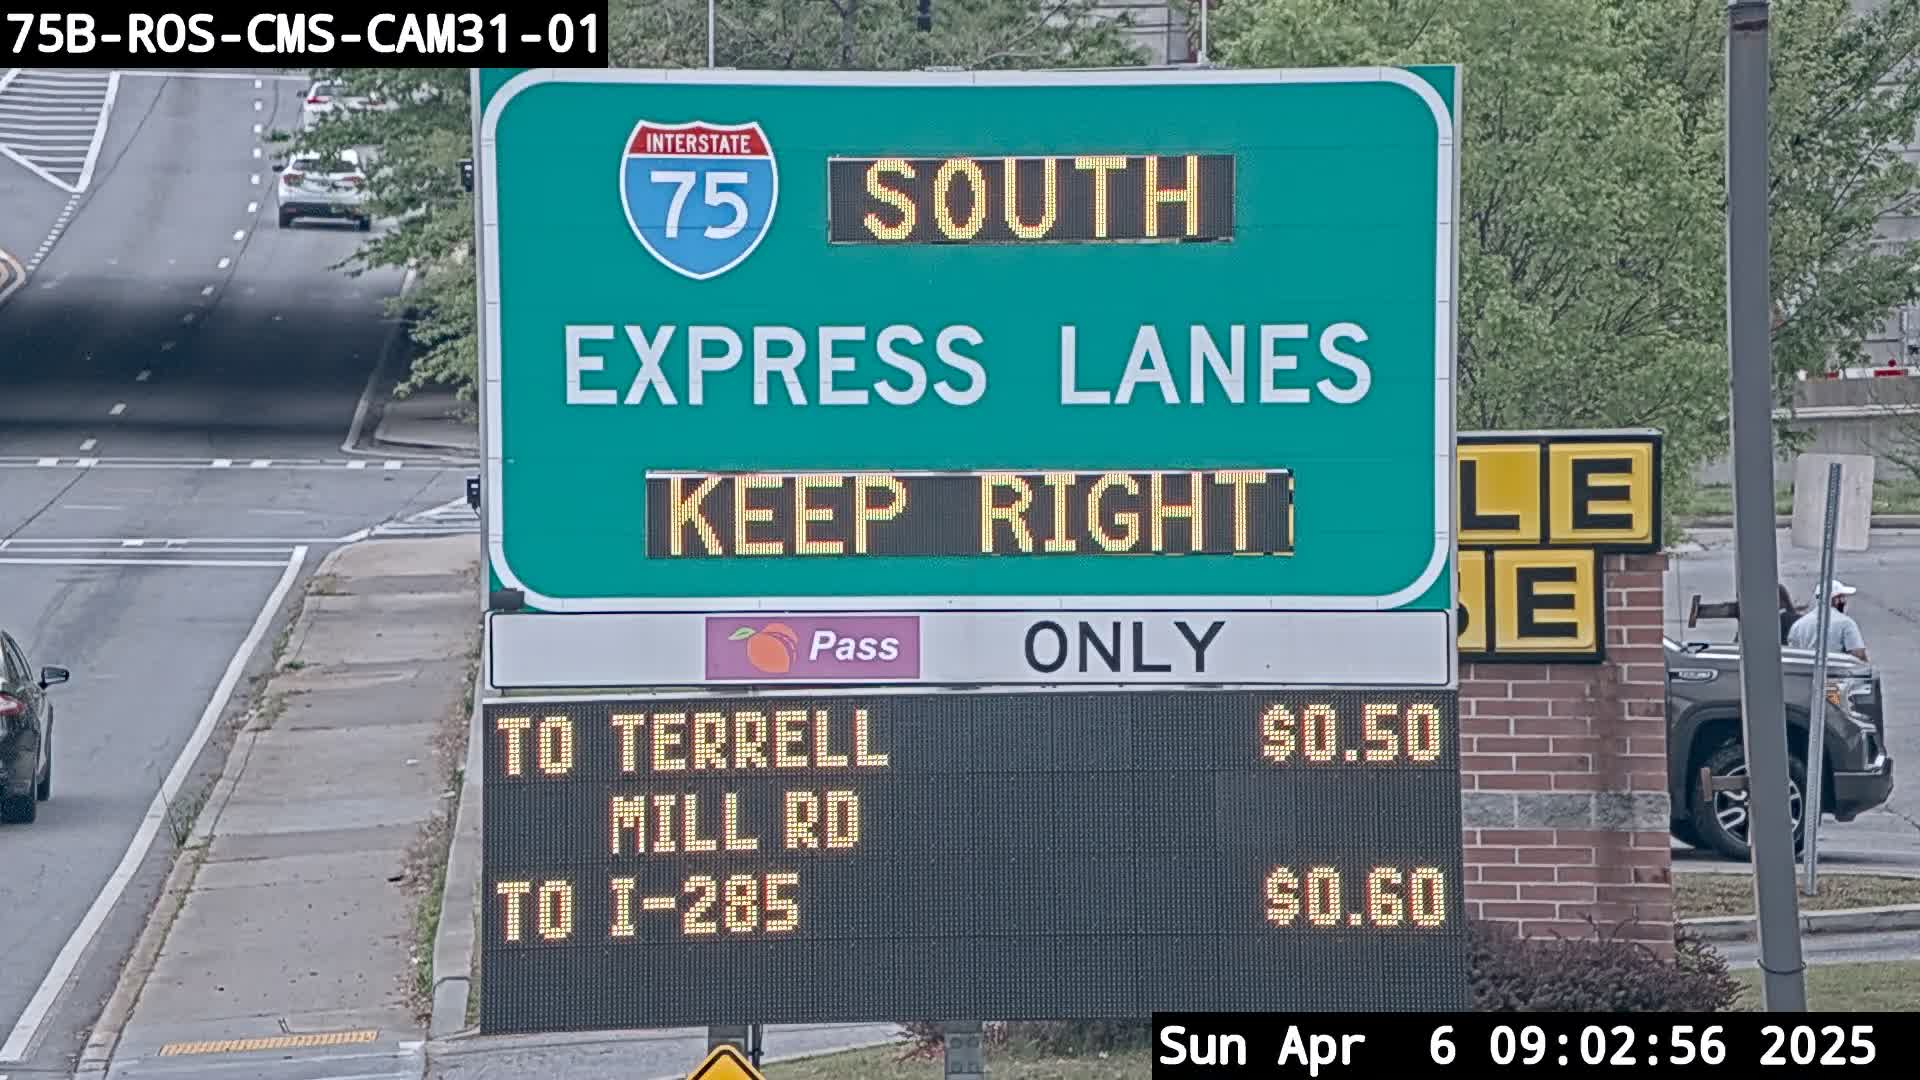 75B-ROS-CMS-CAM31-01
INTERSTATE
75
SOUTH
EXPRESS LANES
KEEP RIGHT
Pass ONLY
TO TERRELL $0.50
MILL RD
TO I-285 $0.60
LE
E
Sun Apr 6 09:02:56 2025